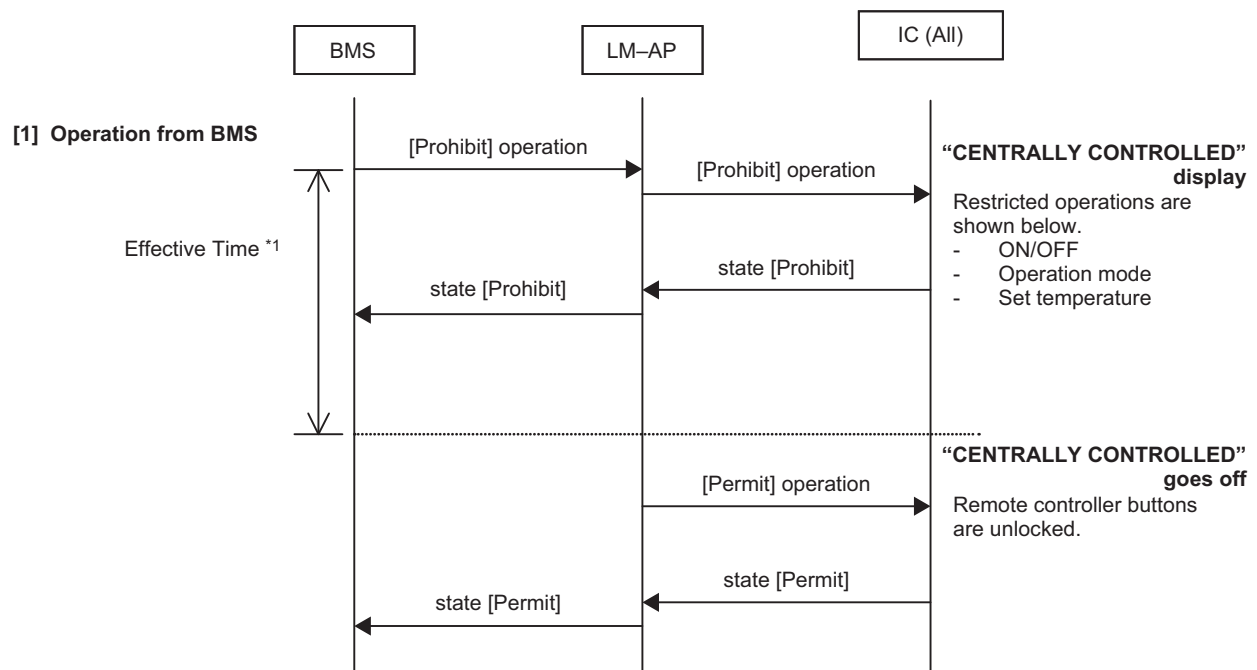 BMS
LM–AP
IC (All)
[1] Operation from BMS
[Prohibit] operation
[Prohibit] operation
“CENTRALLY CONTROLLED”
display
Restricted operations are
shown below.
- ON/OFF
- Operation mode
- Set temperature
Effective Time *1
state [Prohibit]
state [Prohibit]
“CENTRALLY CONTROLLED”
goes off
[Permit] operation
Remote controller buttons
are unlocked.
state [Permit]
state [Permit]